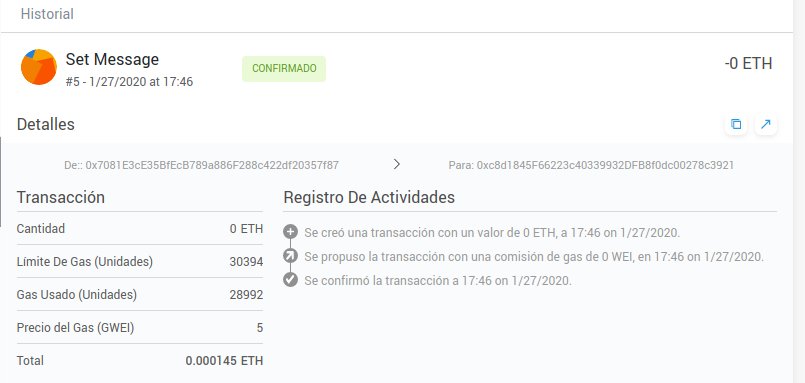 Historial
Set Message
#5 - 1/27/2020 at 17:46
CONFIRMADO
-0 ETH
Detalles
De:: 0x7081E3cE35BfEcB789a886F288c422df20357f87
Para: 0xc8d1845F66223c40339932DFB8f0dc00278c3921
Transacción
Cantidad 0 ETH
Límite De Gas (Unidades) 30394
Gas Usado (Unidades) 28992
Precio del Gas (GWEI) 5
Total 0.000145 ETH
Registro De Actividades
Se creó una transacción con un valor de 0 ETH, a 17:46 on 1/27/2020.
Se propuso la transacción con una comisión de gas de 0 WEI, en 17:46 on 1/27/2020.
Se confirmó la transacción a 17:46 on 1/27/2020.